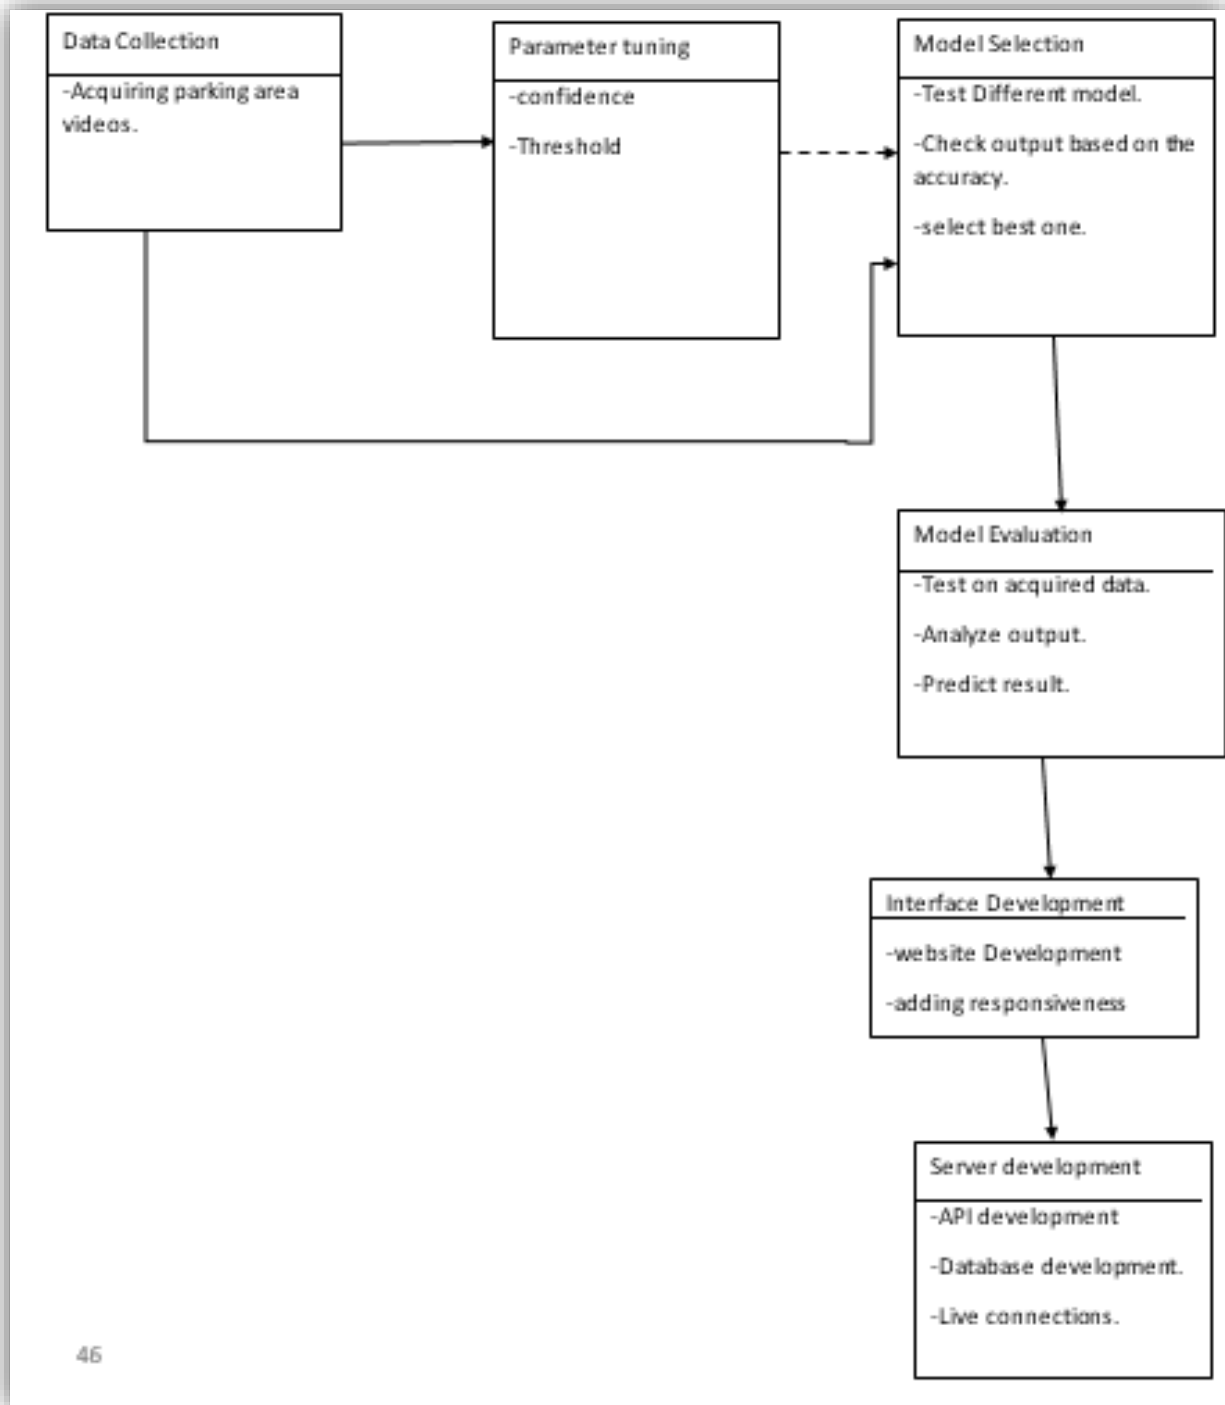 Data Collection
-Acquiring parking area
videos.
Parameter tuning
-confidence
-Threshold
Model Selection
-Test Different model.
-Check output based on the
accuracy.
-select best one.
Model Evaluation
-Test on acquired data.
-Analyze output.
-Predict result.
Interface Development
-website Development
-adding responsiveness
Server development
-API development
-Database development.
-Live connections.
46